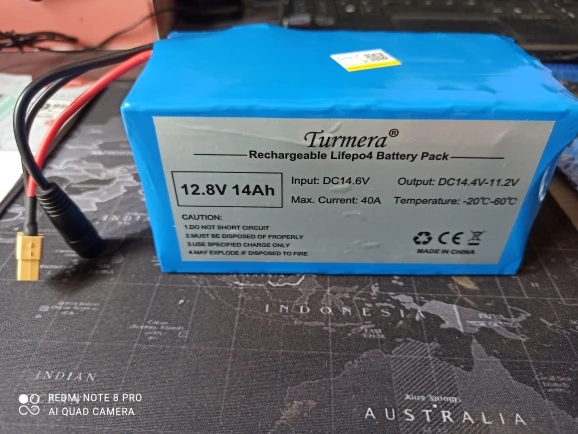 Turmera®
Rechargeable Lifepo4 Battery Pack
12.8V 14Ah
Input: DC14.6V
Output: DC14.4V-11.2V
Max. Current: 40A
Temperature: -20℃-60℃
CAUTION:
1.DO NOT SHORT CIRCUIT
2.MUST BE DISPOSED OF PROPERLY
3.USE SPECIFIED CHARGE ONLY
4.MAY EXPLODE IF DISPOSED TO FIRE
CE
MADE IN CHINA
INDONESIA
INDIAN
Alice Springs
AUSTRALIA
REDMI NOTE 8 PRO
AI QUAD CAMERA